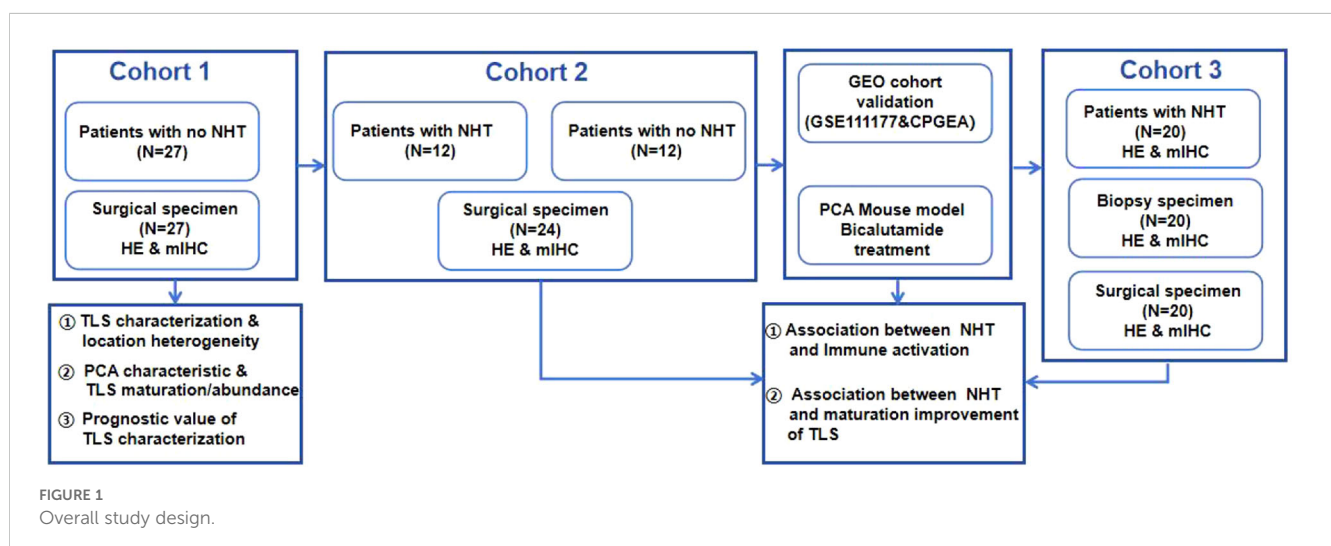 Cohort 1
Patients with no NHT
(N=27)
Surgical specimen
(N=27)
HE & mIHC
① TLS characterization &
location heterogeneity
② PCA characteristic &
TLS maturation/abundance
③ Prognostic value of
TLS characterization
Cohort 2
Patients with NHT
(N=12)
Patients with no NHT
(N=12)
Surgical specimen
(N=24)
HE & mIHC
GEO cohort
validation
(GSE111177&CPGEA)
PCA Mouse model
Bicalutamide
treatment
① Association between NHT
and Immune activation
② Association between NHT
and maturation improvement
of TLS
Cohort 3
Patients with NHT
(N=20)
HE & mIHC
Biopsy specimen
(N=20)
HE & mIHC
Surgical specimen
(N=20)
HE & mIHC
FIGURE 1
Overall study design.